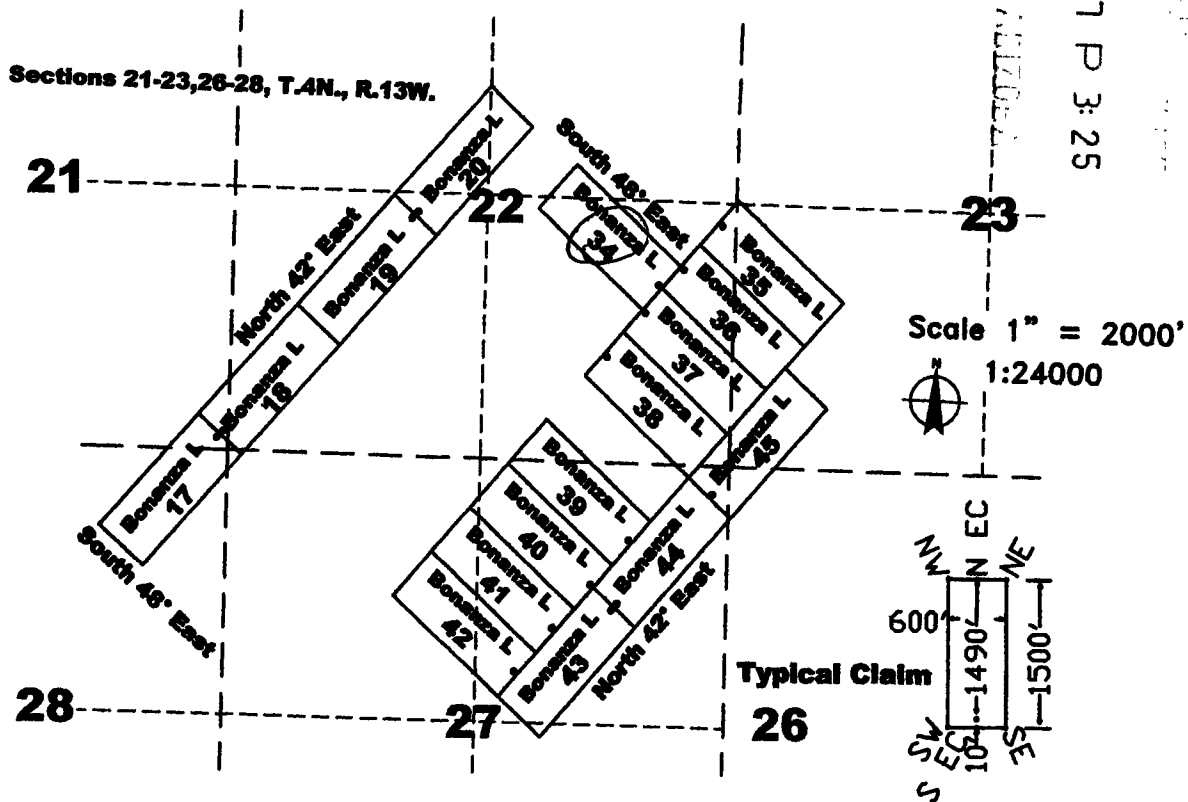 Sections 21-23,26-28, T.4N., R.13W.
P 3:25
21
22
23
South 48° East
North 42° East
Bonanza L
20
Bonanza L
19
Bonanza L
18
Bonanza L
17
South 48° East
Bonanza L
34
Bonanza L
35
Bonanza L
36
Bonanza L
37
Bonanza L
38
Bonanza L
45
Scale 1" = 2000'
1:24000
N
Bonanza L
39
Bonanza L
40
Bonanza L
41
Bonanza L
42
Bonanza L
44
Bonanza L
43
North 42° East
28
27
26
Typical Claim
NW
N EC
NE
600'
1490'
1500'
10'
SW
S EC
SE